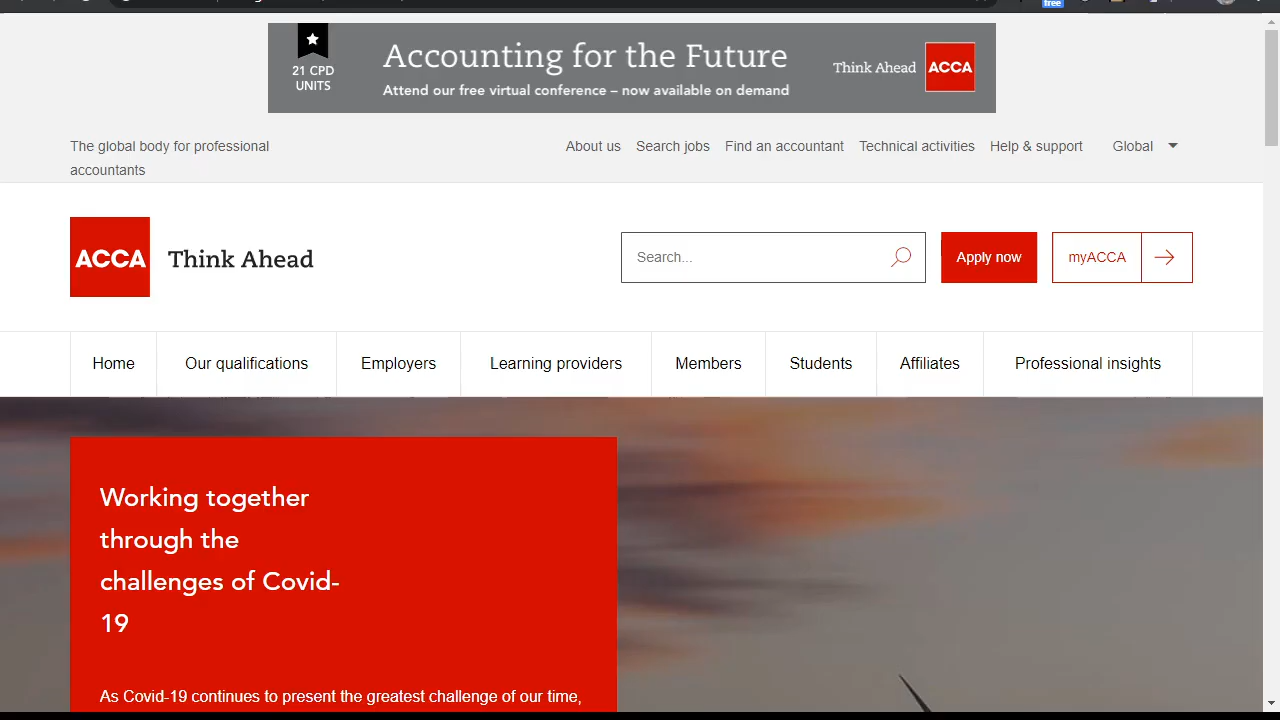 free
21 CPD
UNITS
Accounting for the Future
Attend our free virtual conference – now available on demand
Think Ahead ACCA
The global body for professional
accountants
About us Search jobs Find an accountant Technical activities Help & support Global
ACCA Think Ahead
Search... Apply now myACCA
Home Our qualifications Employers Learning providers Members Students Affiliates Professional insights
Working together
through the
challenges of Covid-
19
As Covid-19 continues to present the greatest challenge of our time,